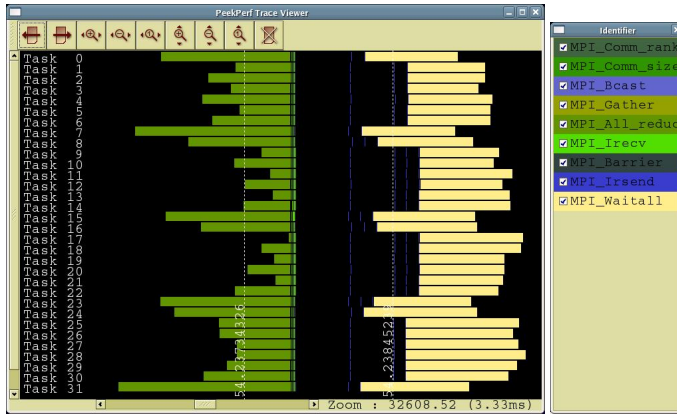 PeekPerf Trace Viewer
Task 0
Task 1
Task 2
Task 3
Task 4
Task 5
Task 6
Task 7
Task 8
Task 9
Task 10
Task 11
Task 12
Task 13
Task 14
Task 15
Task 16
Task 17
Task 18
Task 19
Task 20
Task 21
Task 22
Task 23
Task 24
Task 25
Task 26
Task 27
Task 28
Task 29
Task 30
Task 31
Zoom : 32608.52 (3.33ms)
Identifier
MPI_Comm_rank
MPI_Comm_size
MPI_Bcast
MPI_Gather
MPI_All_reduc
MPI_Irecv
MPI_Barrier
MPI_Irsend
MPI_Waitall